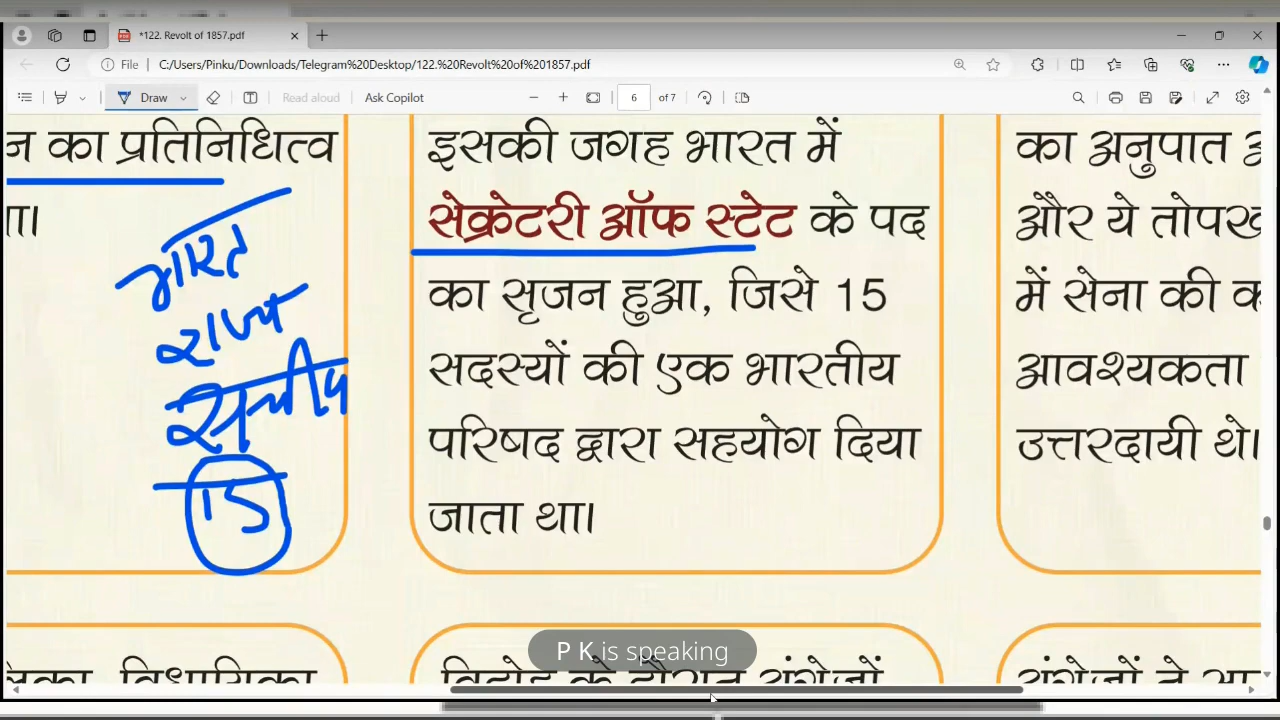 *122. Revolt of 1857.pdf
File C:/Users/Pinku/Downloads/Telegram%20Desktop/122.%20Revolt%20of%201857.pdf
Draw Read aloud Ask Copilot 6 of 7
न का प्रतिनिधित्व
ा।
भारत
राज्य
सचीव
15
इसकी जगह भारत में
सेक्रेटरी ऑफ स्टेट के पद
का सृजन हुआ, जिसे 15
सदस्यों की एक भारतीय
परिषद द्वारा सहयोग दिया
जाता था।
का अनुपात
और ये तोपख
में सेना की क
आवश्यकता
उत्तरदायी थे।
विधायिका
विद्रोह के दौरान अंग्रेजों
अंग्रेजों ने
P K is speaking